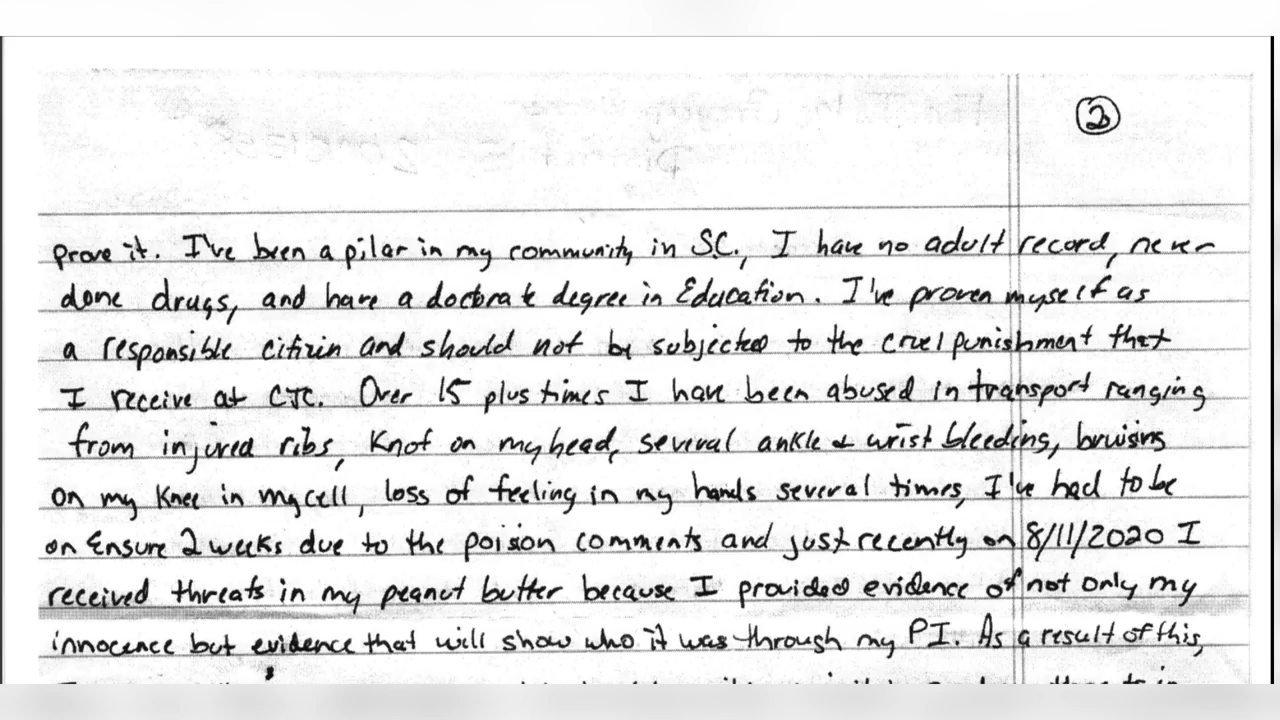 2
prove it. I've been a pilar in my community in SC., I have no adult record, never
done drugs, and have a doctorate degree in Education. I've proven myself as
a responsible citizin and should not be subjected to the cruel punishment that
I receive at CJC. Over 15 plus times I have been abused in transport ranging
from injured ribs, Knot on my head, several ankle & wrist bleeding, bruising
on my Knee in my cell, loss of feeling in my hands several times, I've had to be
on Ensure 2 weeks due to the poision comments and just recently on 8/11/2020 I
received threats in my peanut butter because I provided evidence of not only my
innocence but evidence that will show who it was through my PI. As a result of this,